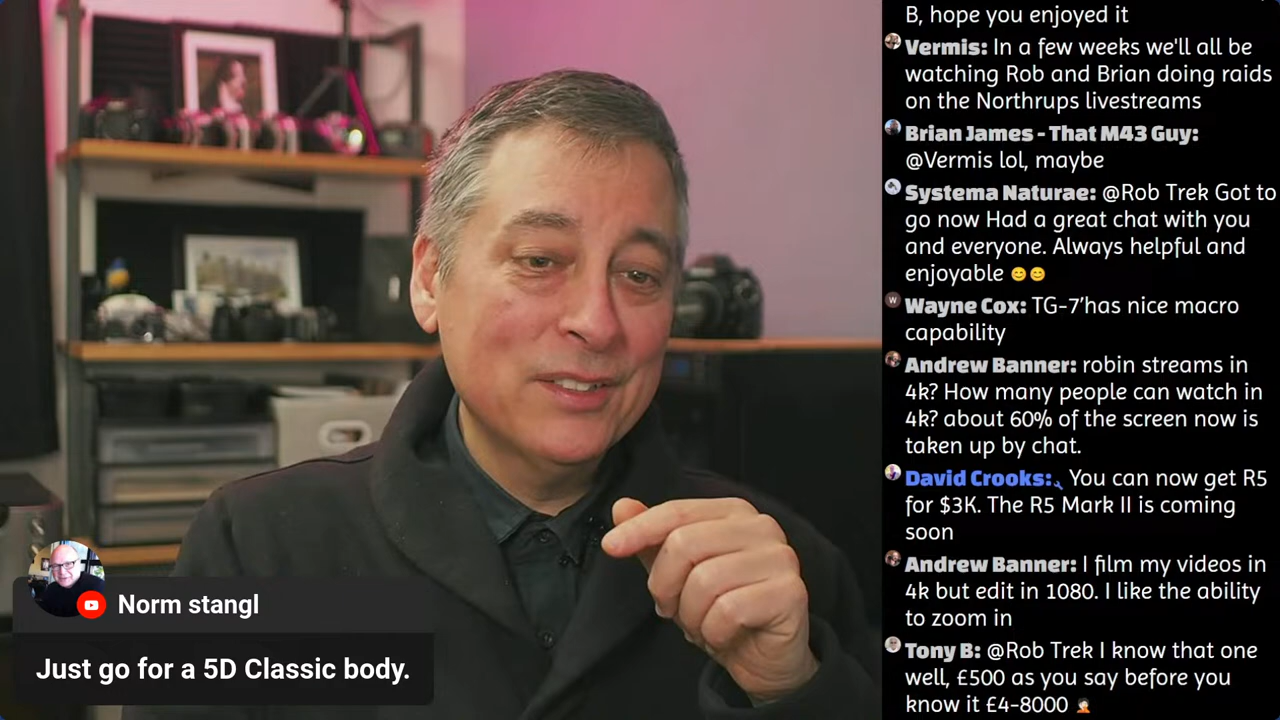 B, hope you enjoyed it
Vermis: In a few weeks we'll all be
watching Rob and Brian doing raids
on the Northrups livestreams
Brian James - That M43 Guy:
@Vermis lol, maybe
Systema Naturae: @Rob Trek Got to
go now Had a great chat with you
and everyone. Always helpful and
enjoyable 😊😊
W
Wayne Cox: TG-7'has nice macro
capability
Andrew Banner: robin streams in
4k? How many people can watch in
4k? about 60% of the screen now is
taken up by chat.
David Crooks: You can now get R5
for $3K. The R5 Mark II is coming
soon
Andrew Banner: I film my videos in
4k but edit in 1080. I like the ability
to zoom in
Tony B: @Rob Trek I know that one
well, £500 as you say before you
know it £4-8000 🤦🏻
Norm stangl
Just go for a 5D Classic body.